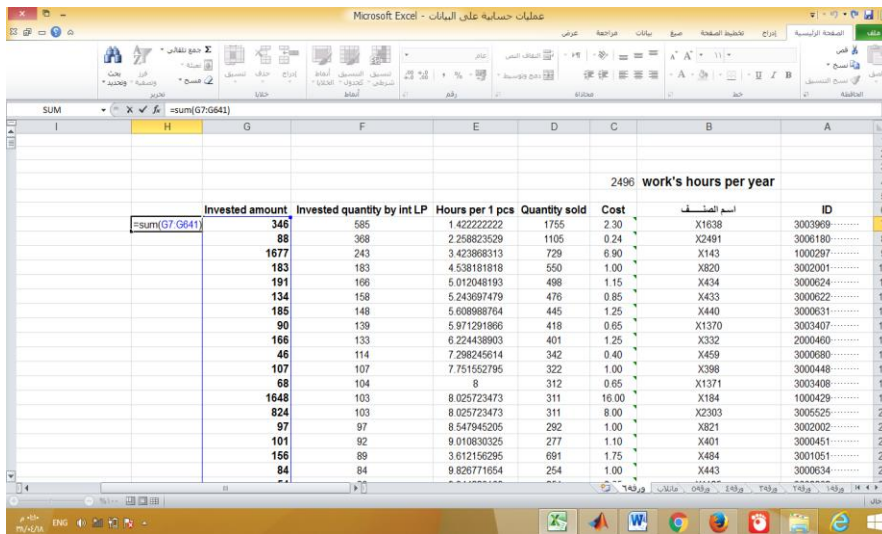 عمليات حسابية على البيانات - Microsoft Excel
ملف الصفحة الرئيسية إدراج تخطيط الصفحة صيغ بيانات مراجعة عرض
قص
نسخ
نسخ التنسيق
الحافظة
11
B I U
خط
التفاف النص
دمج وتوسيط
محاذاة
عام
%
رقم
تنسيق شرطي
التنسيق كجدول
أنماط الخلايا
أنماط
إدراج حذف تنسيق
خلايا
Σ جمع تلقائي
تعبئة
مسح
فرز وتصفية
بحث وتحديد
تحرير
SUM fx =sum(G7:G641)
I H G F E D C B A
2496 work's hours per year
Invested amount Invested quantity by int LP Hours per 1 pcs Quantity sold Cost اسم الصنـــف ID
=sum(G7:G641) 346 585 1.422222222 1755 2.30 X1638 3003969
88 368 2.258823529 1105 0.24 X2491 3006180
1677 243 3.423868313 729 6.90 X143 1000297
183 183 4.538181818 550 1.00 X820 3002001
191 166 5.012048193 498 1.15 X434 3000624
134 158 5.243697479 476 0.85 X433 3000622
185 148 5.608988764 445 1.25 X440 3000631
90 139 5.971291866 418 0.65 X1370 3003407
166 133 6.224438903 401 1.25 X332 2000460
46 114 7.298245614 342 0.40 X459 3000680
107 107 7.751552795 322 1.00 X398 3000448
68 104 8 312 0.65 X1371 3003408
1648 103 8.025723473 311 16.00 X184 1000429
824 103 8.025723473 311 8.00 X2303 3005525
97 97 8.547945205 292 1.00 X821 3002002
101 92 9.010830325 277 1.10 X401 3000451
156 89 3.612156295 691 1.75 X484 3001051
84 84 9.826771654 254 1.00 X443 3000634
ENG